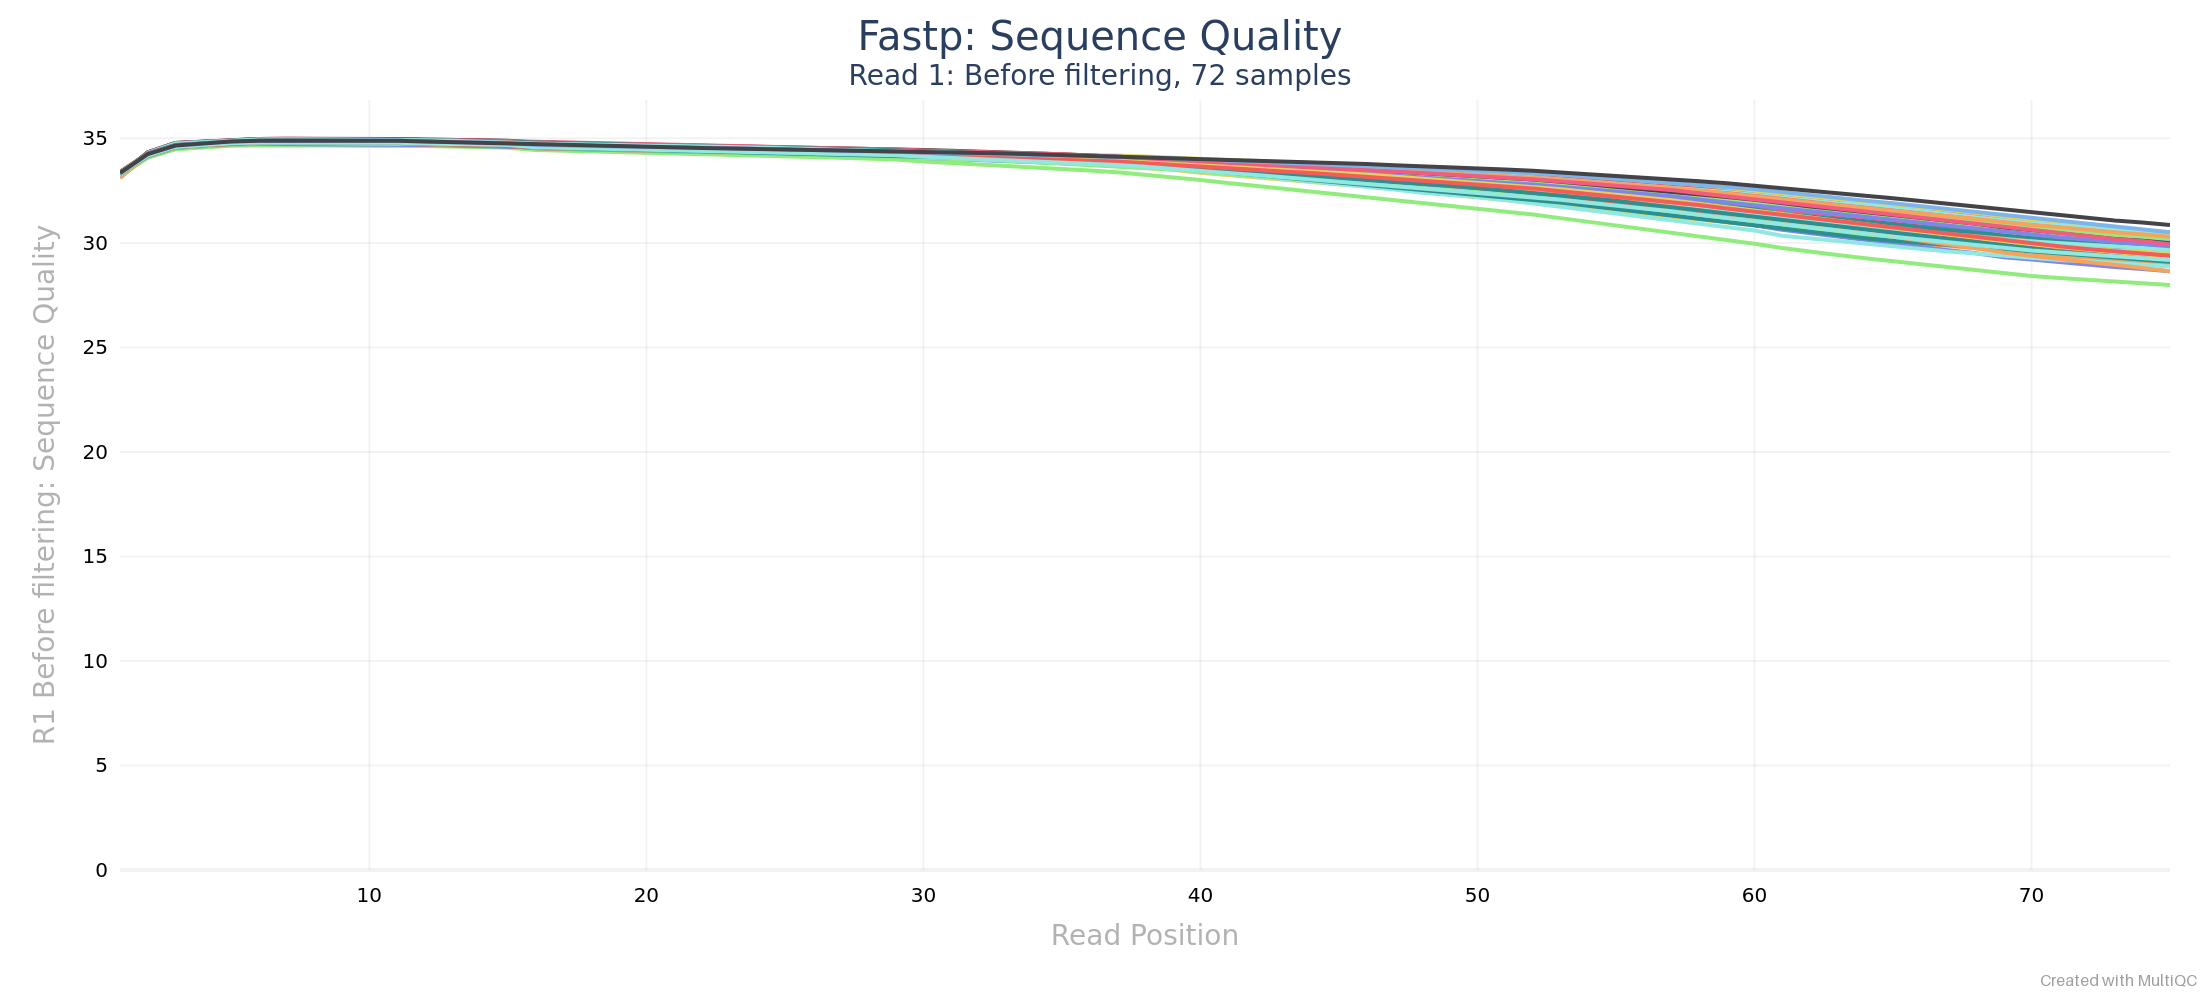 Fastp: Sequence Quality
Read 1: Before filtering, 72 samples
R1 Before filtering: Sequence Quality
35
30
25
20
15
10
5
0
10 20 30 40 50 60 70
Read Position
Created with MultiQC